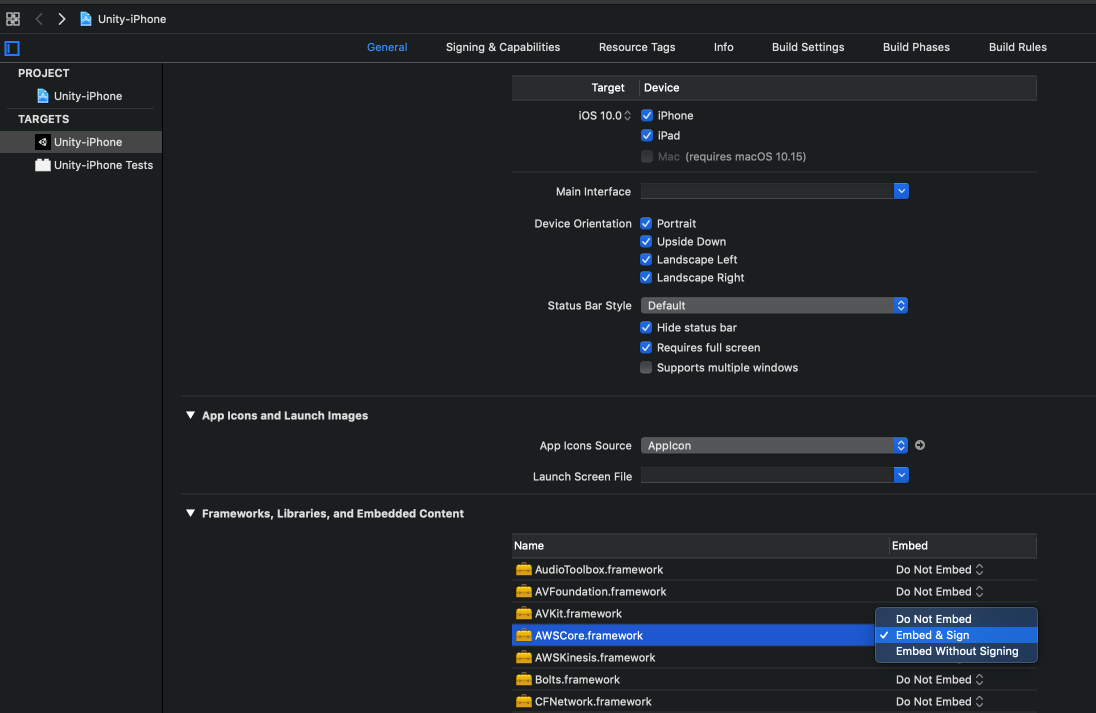 Unity-iPhone
General Signing & Capabilities Resource Tags Info Build Settings Build Phases Build Rules
PROJECT
Unity-iPhone
TARGETS
Unity-iPhone
Unity-iPhone Tests
Target Device
iOS 10.0 iPhone
iPad
Mac (requires macOS 10.15)
Main Interface
Device Orientation Portrait
Upside Down
Landscape Left
Landscape Right
Status Bar Style Default
Hide status bar
Requires full screen
Supports multiple windows
App Icons and Launch Images
App Icons Source AppIcon
Launch Screen File
Frameworks, Libraries, and Embedded Content
Name Embed
AudioToolbox.framework Do Not Embed
AVFoundation.framework Do Not Embed
AVKit.framework Do Not Embed
AWSCore.framework Embed & Sign
AWSKinesis.framework Embed Without Signing
Bolts.framework Do Not Embed
CFNetwork.framework Do Not Embed